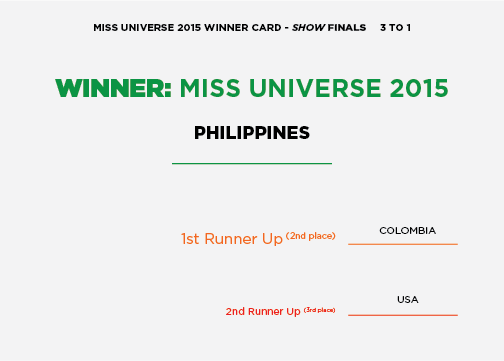 MISS UNIVERSE 2015 WINNER CARD - SHOW FINALS 3 TO 1
WINNER: MISS UNIVERSE 2015
PHILIPPINES
1st Runner Up (2nd place) COLOMBIA
2nd Runner Up (3rd place) USA